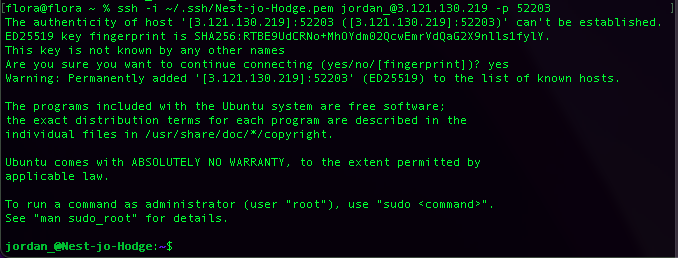 [flora@flora ~ % ssh -i ~/.ssh/Nest-jo-Hodge.pem jordan_@3.121.130.219 -p 52203
The authenticity of host '[3.121.130.219]:52203 ([3.121.130.219]:52203)' can't be established.
ED25519 key fingerprint is SHA256:RTBE9UdCRNo+MhOYdm02QcwEmrVdQaG2X9nlls1fylY.
This key is not known by any other names
Are you sure you want to continue connecting (yes/no/[fingerprint])? yes
Warning: Permanently added '[3.121.130.219]:52203' (ED25519) to the list of known hosts.
The programs included with the Ubuntu system are free software;
the exact distribution terms for each program are described in the
individual files in /usr/share/doc/*/copyright.
Ubuntu comes with ABSOLUTELY NO WARRANTY, to the extent permitted by
applicable law.
To run a command as administrator (user "root"), use "sudo <command>".
See "man sudo_root" for details.
jordan_@Nest-jo-Hodge:~$